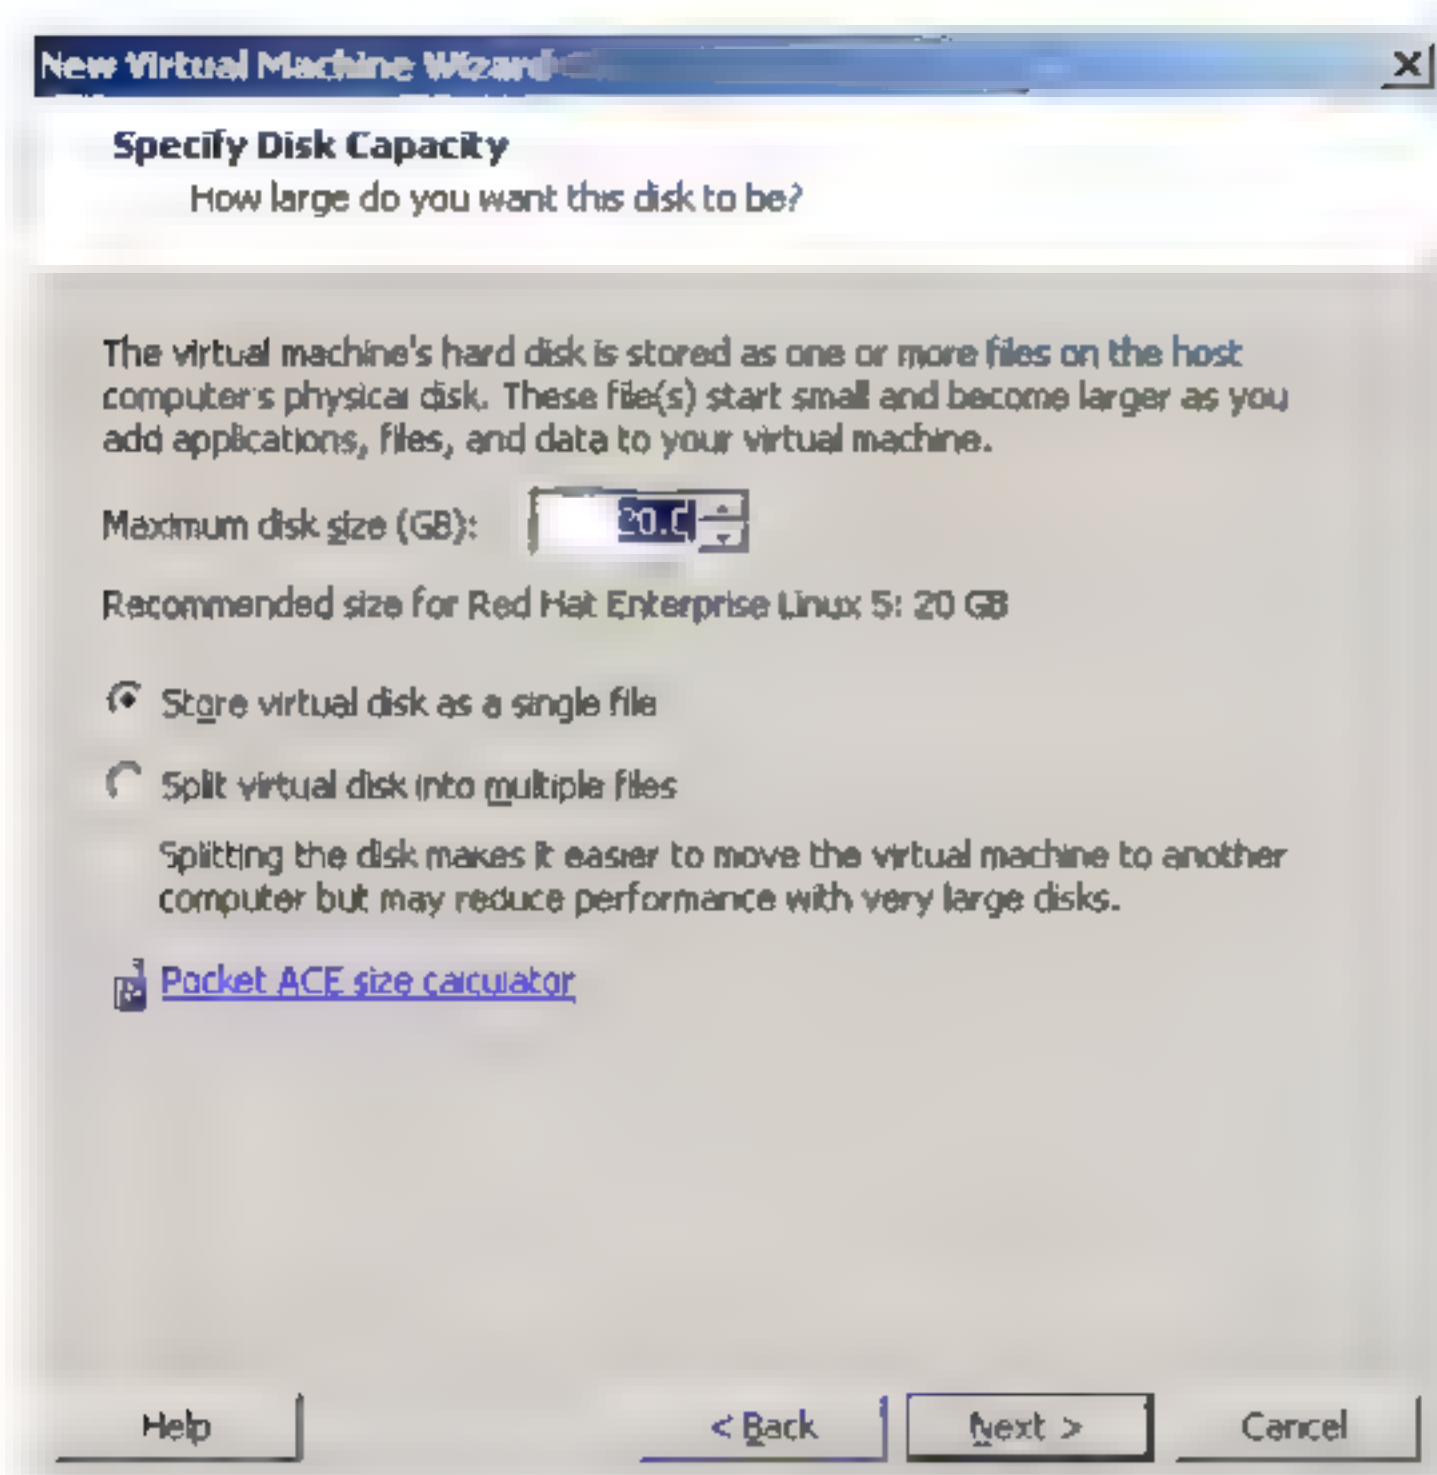 New Virtual Machine Wizard
Specify Disk Capacity
How large do you want this disk to be?
The virtual machine's hard disk is stored as one or more files on the host
computer's physical disk. These file(s) start small and become larger as you
add applications, files, and data to your virtual machine.
Maximum disk size (GB): 20.0
Recommended size for Red Hat Enterprise Linux 5: 20 GB
Store virtual disk as a single file
Split virtual disk into multiple files
Splitting the disk makes it easier to move the virtual machine to another
computer but may reduce performance with very large disks.
Pocket ACE size calculator
Help < Back Next > Cancel